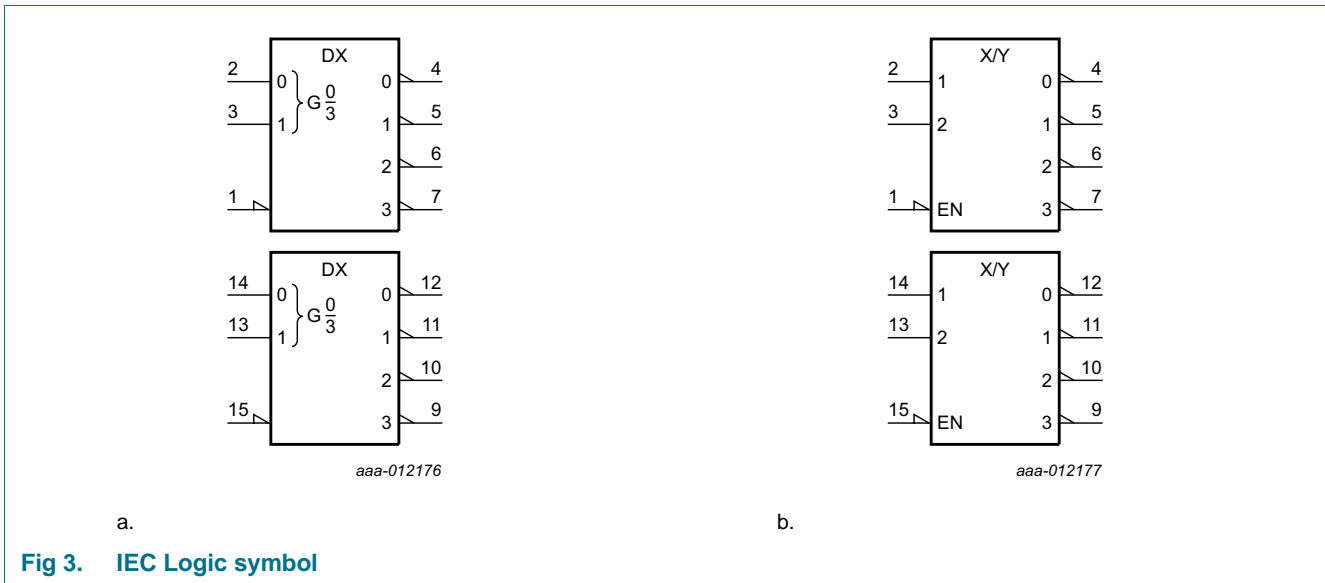 DX X/Y
2 0 0 4 2 1 0 4
G 0/3
3 1 1 5 3 2 1 5
2 6 2 6
1 3 7 1 EN 3 7
DX X/Y
14 0 0 12 14 1 0 12
G 0/3
13 1 1 11 13 2 1 11
2 10 2 10
15 3 9 15 EN 3 9
aaa-012176 aaa-012177
a. b.
Fig 3. IEC Logic symbol